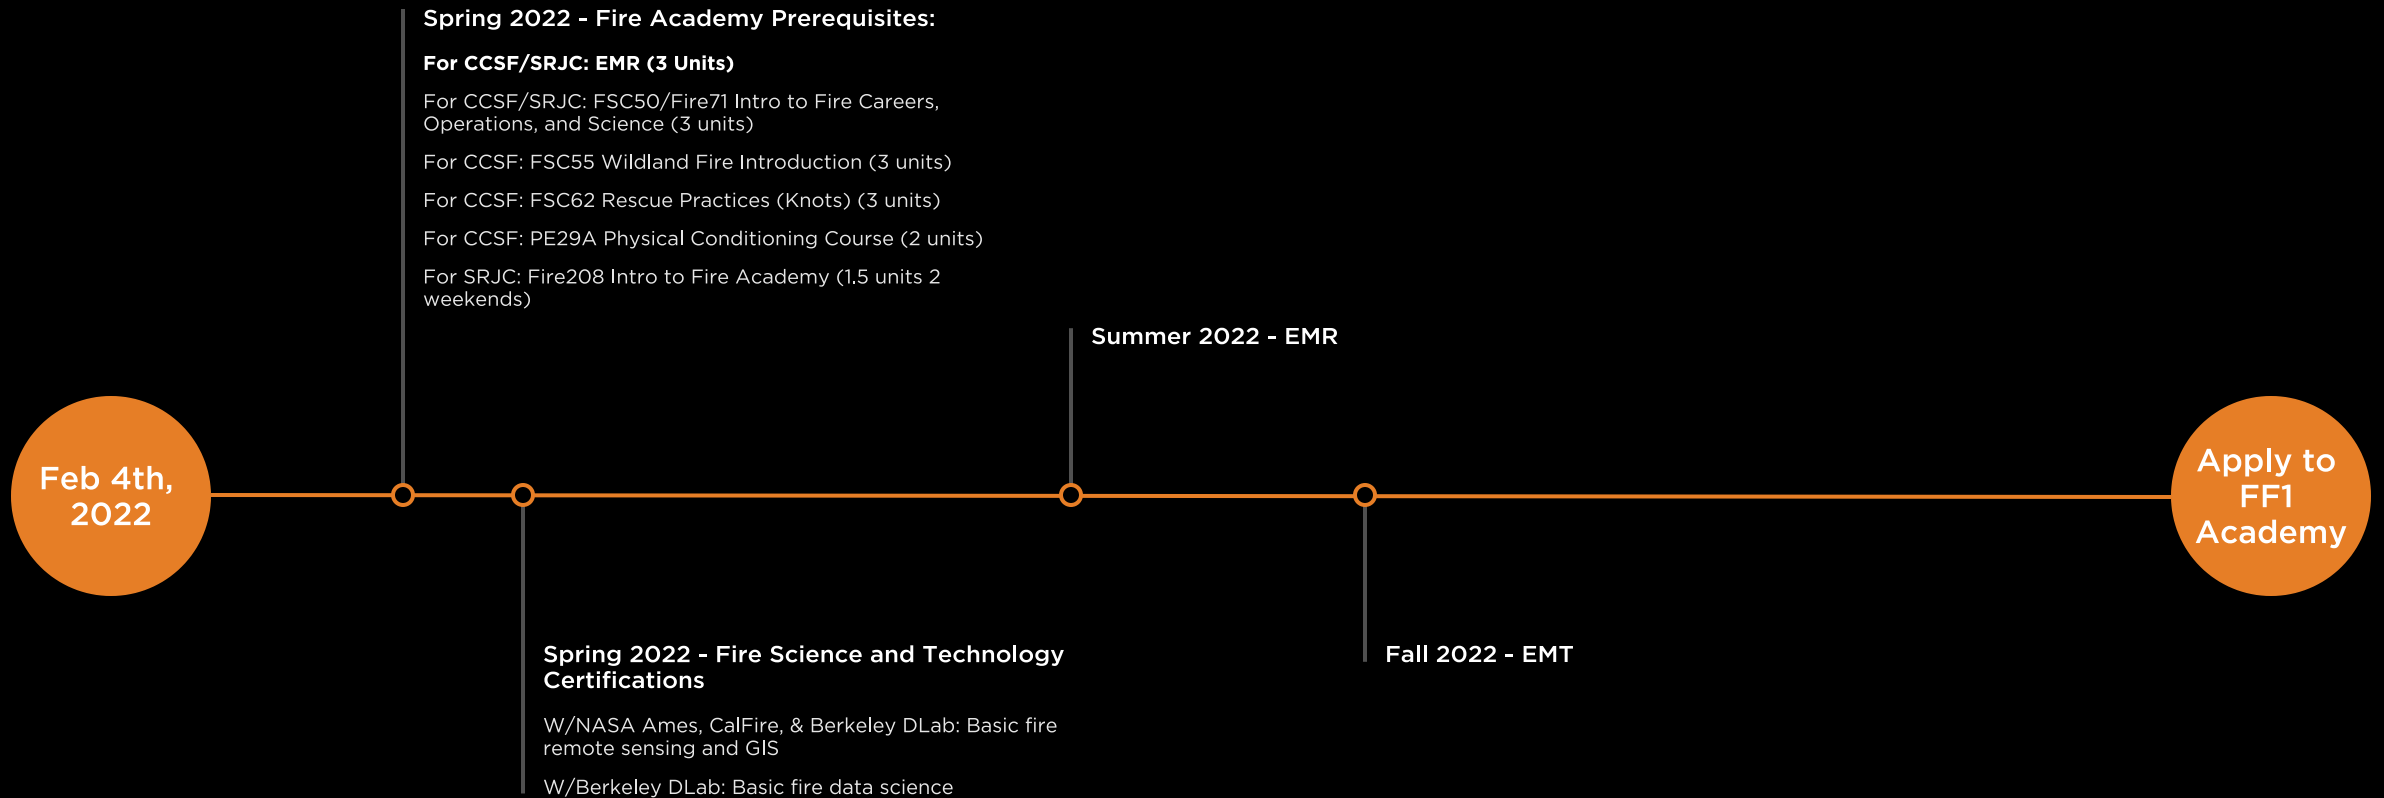 Spring 2022 - Fire Academy Prerequisites:
For CCSF/SRJC: EMR (3 Units)
For CCSF/SRJC: FSC50/Fire71 Intro to Fire Careers,
Operations, and Science (3 units)
For CCSF: FSC55 Wildland Fire Introduction (3 units)
For CCSF: FSC62 Rescue Practices (Knots) (3 units)
For CCSF: PE29A Physical Conditioning Course (2 units)
For SRJC: Fire208 Intro to Fire Academy (1.5 units 2
weekends)
Summer 2022 - EMR
Feb 4th,
2022
Apply to
FF1
Academy
Spring 2022 - Fire Science and Technology
Certifications
W/NASA Ames, CalFire, & Berkeley DLab: Basic fire
remote sensing and GIS
W/Berkeley DLab: Basic fire data science
Fall 2022 - EMT